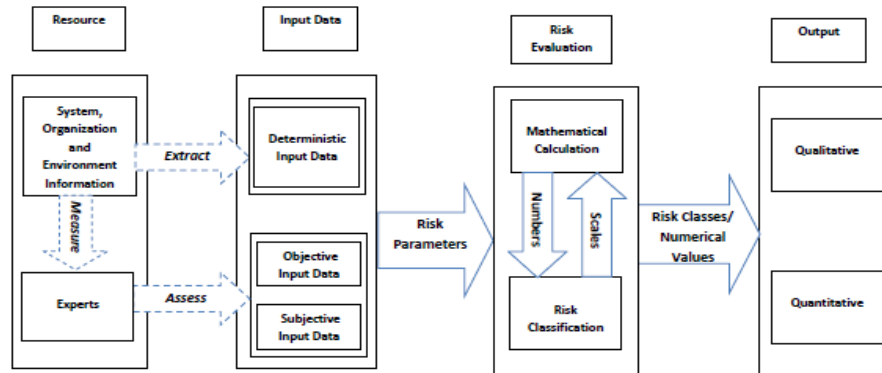 Resource
Input Data
Risk
Evaluation
Output
System,
Organization
and
Environment
Information
Extract
Deterministic
Input Data
Measure
Experts
Assess
Objective
Input Data
Subjective
Input Data
Risk
Parameters
Mathematical
Calculation
Numbers
Scales
Risk
Classification
Risk Classes/
Numerical
Values
Qualitative
Quantitative